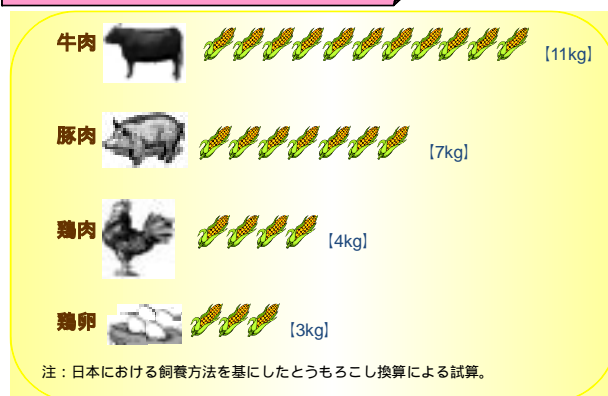 牛肉
【11kg】
豚肉
【7kg】
鶏肉
【4kg】
鶏卵
【3kg】
注：日本における飼養方法を基にしたとうもろこし換算による試算。